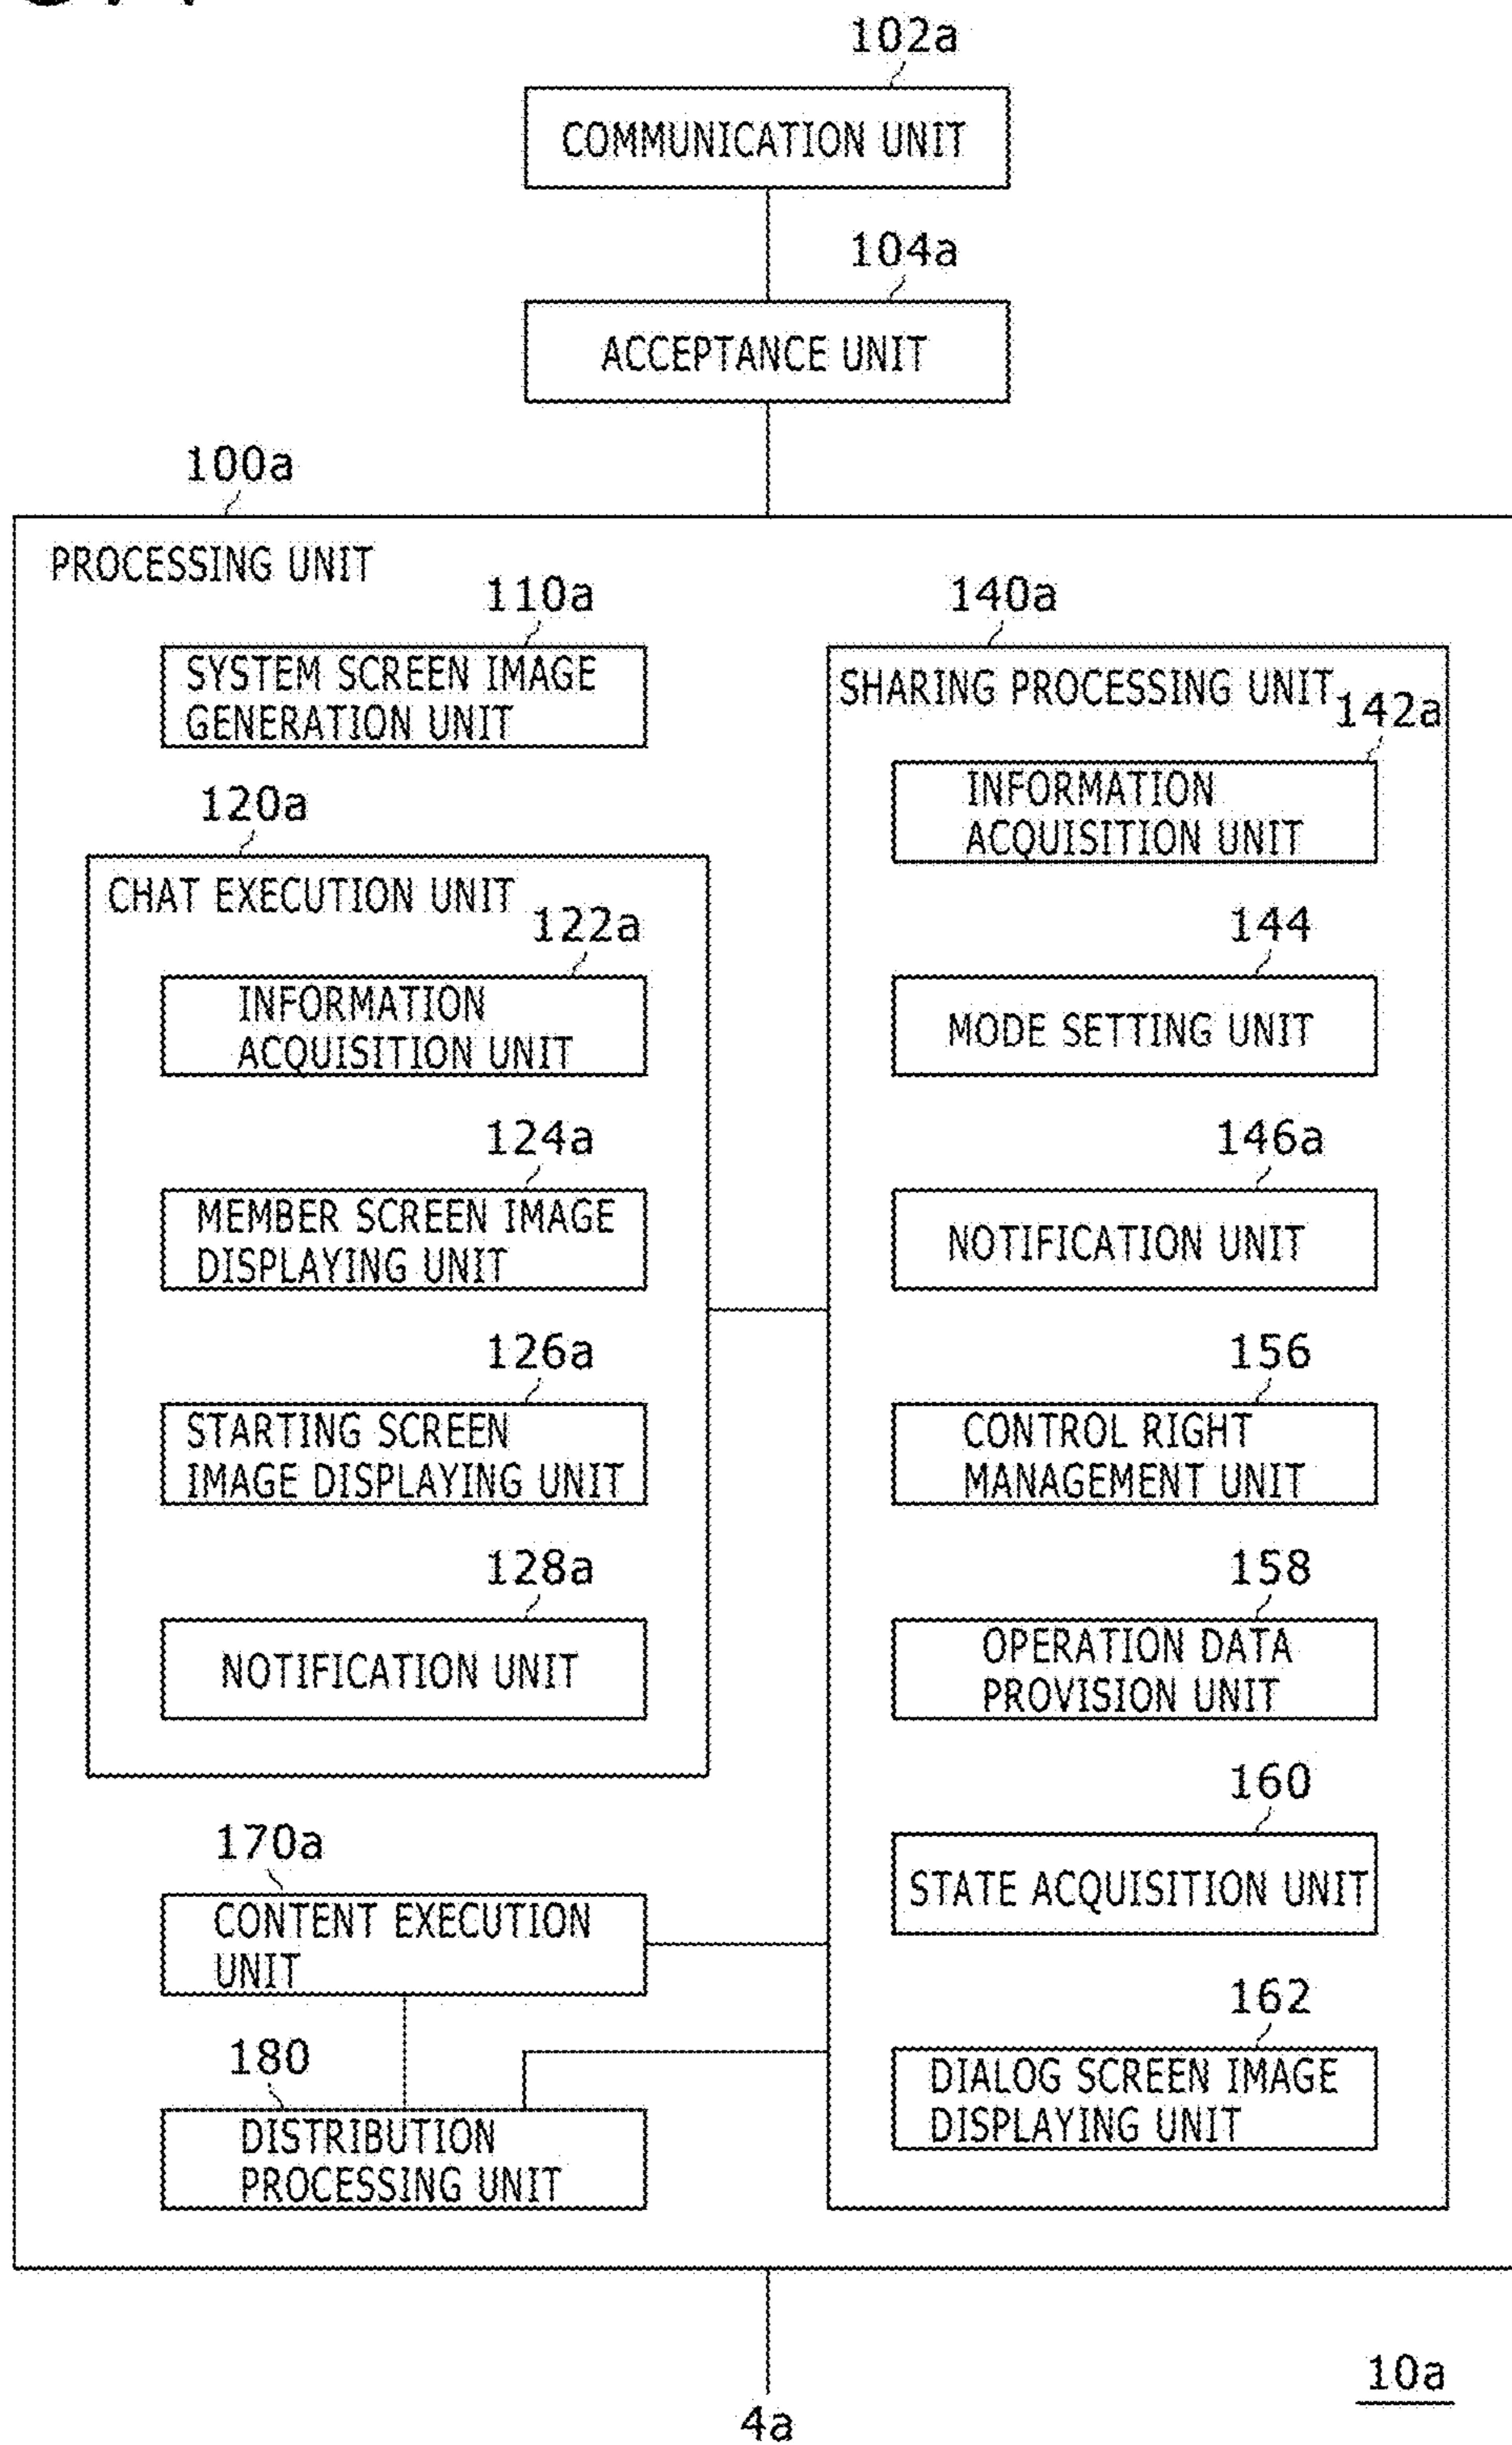 102a
COMMUNICATION UNIT
104a
ACCEPTANCE UNIT
100a
PROCESSING UNIT
110a
SYSTEM SCREEN IMAGE
GENERATION UNIT
120a
CHAT EXECUTION UNIT
122a
INFORMATION
ACQUISITION UNIT
124a
MEMBER SCREEN IMAGE
DISPLAYING UNIT
126a
STARTING SCREEN
IMAGE DISPLAYING UNIT
128a
NOTIFICATION UNIT
170a
CONTENT EXECUTION
UNIT
180
DISTRIBUTION
PROCESSING UNIT
140a
SHARING PROCESSING UNIT
142a
INFORMATION
ACQUISITION UNIT
144
MODE SETTING UNIT
146a
NOTIFICATION UNIT
156
CONTROL RIGHT
MANAGEMENT UNIT
158
OPERATION DATA
PROVISION UNIT
160
STATE ACQUISITION UNIT
162
DIALOG SCREEN IMAGE
DISPLAYING UNIT
4a
10a